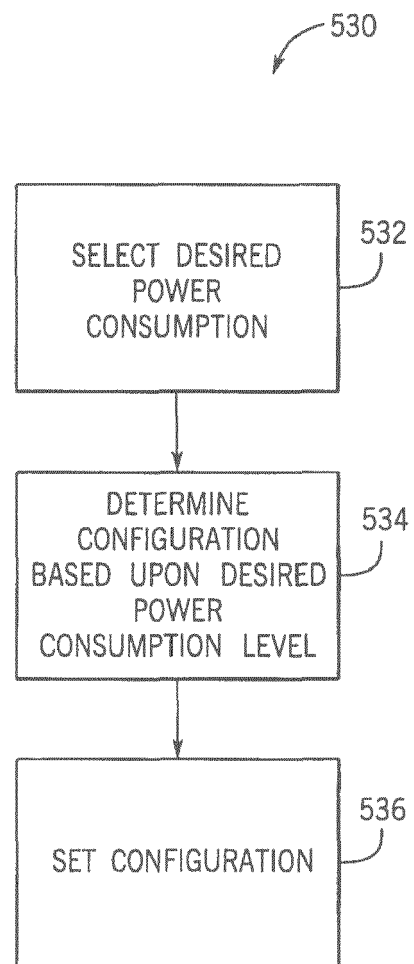 530
SELECT DESIRED
POWER
CONSUMPTION
532
DETERMINE
CONFIGURATION
BASED UPON DESIRED
POWER
CONSUMPTION LEVEL
534
SET CONFIGURATION
536